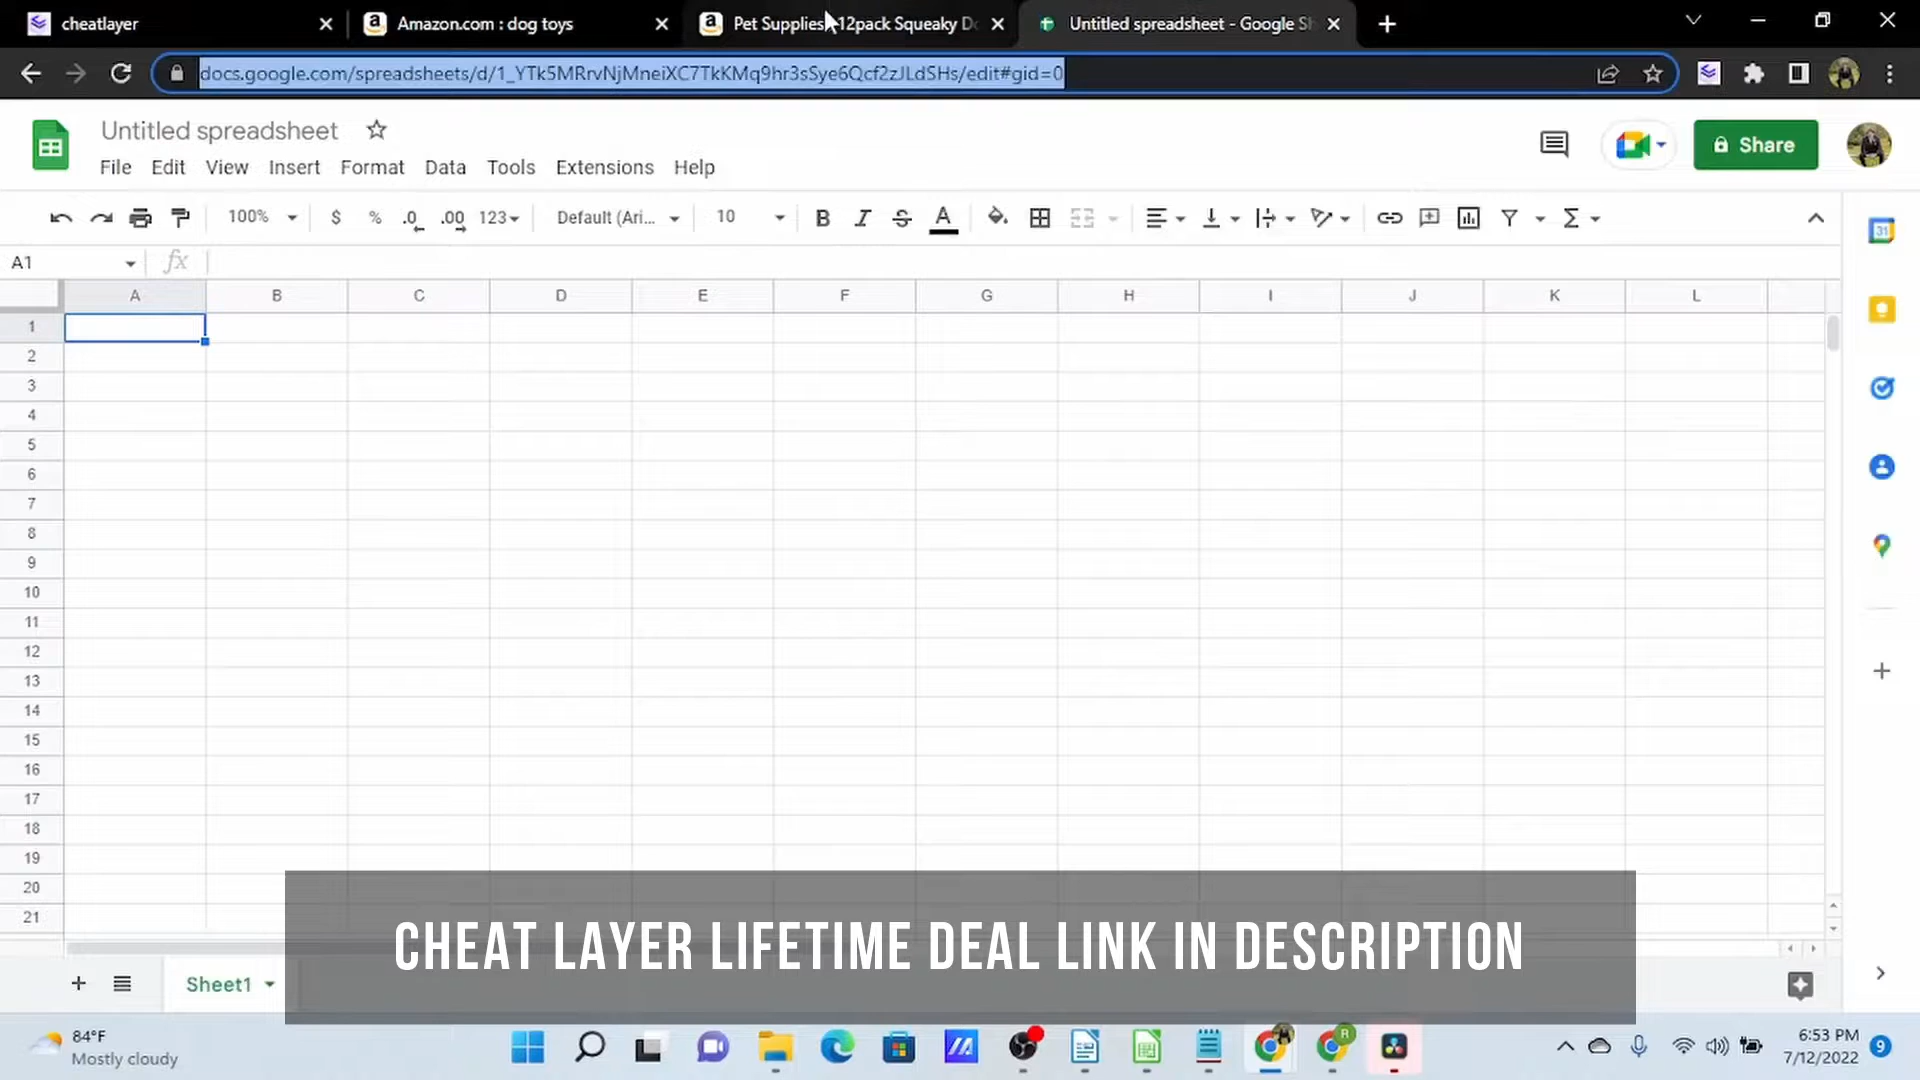 cheatlayer
Amazon.com : dog toys
Pet Supplies 12pack Squeaky Do
Untitled spreadsheet - Google Sh
docs.google.com/spreadsheets/d/1_YTk5MRrvNjMneiXC7TkKMq9hr3sSye6Qcf2zJLdSHs/edit#gid=0
Untitled spreadsheet
File Edit View Insert Format Data Tools Extensions Help
Share
100% $ % .0 .00 123 Default (Ari... 10 B I S A Σ
31
A1 fx
A B C D E F G H I J K L
1
2
3
4
5
6
7
8
9
10
11
12
13
14
15
16
17
18
19
20
21
CHEAT LAYER LIFETIME DEAL LINK IN DESCRIPTION
Sheet1
84°F
Mostly cloudy
R
6:53 PM
7/12/2022
9